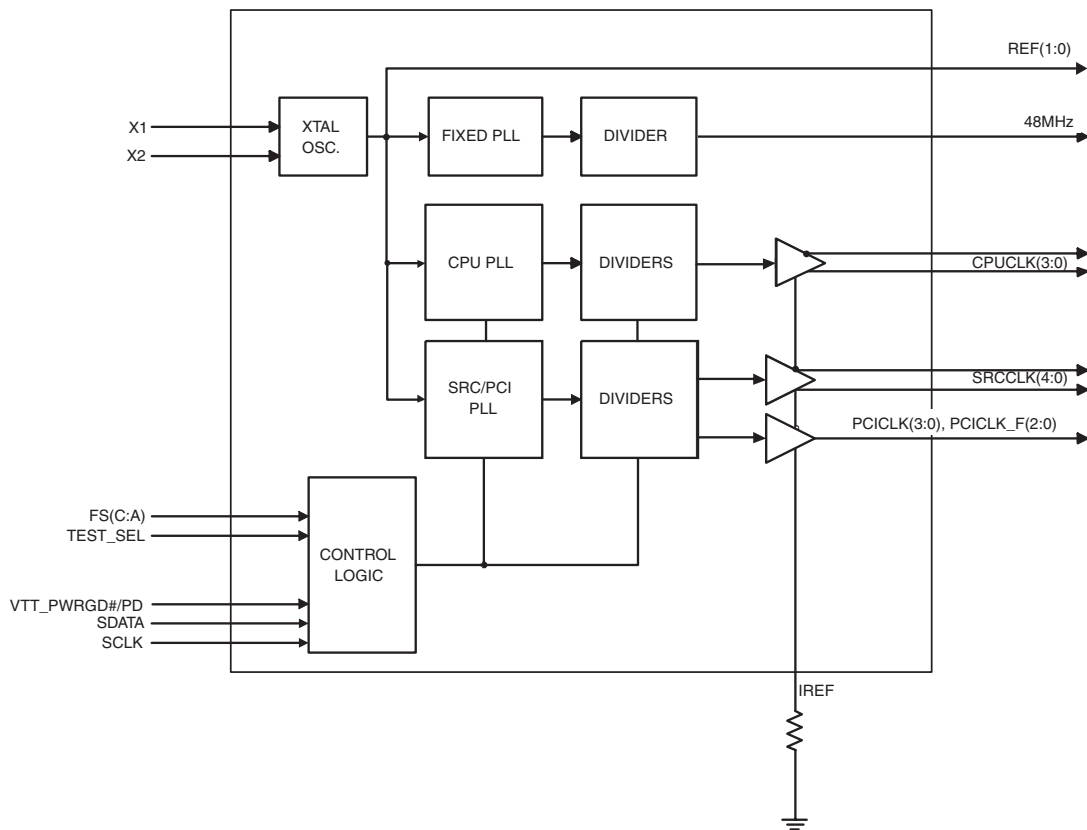 REF(1:0)
X1
X2
XTAL
OSC.
FIXED PLL
DIVIDER
48MHz
CPU PLL
DIVIDERS
CPUCLK(3:0)
SRC/PCI
PLL
DIVIDERS
SRCCLK(4:0)
PCICLK(3:0), PCICLK_F(2:0)
FS(C:A)
TEST_SEL
VTT_PWRGD#/PD
SDATA
SCLK
CONTROL
LOGIC
IREF